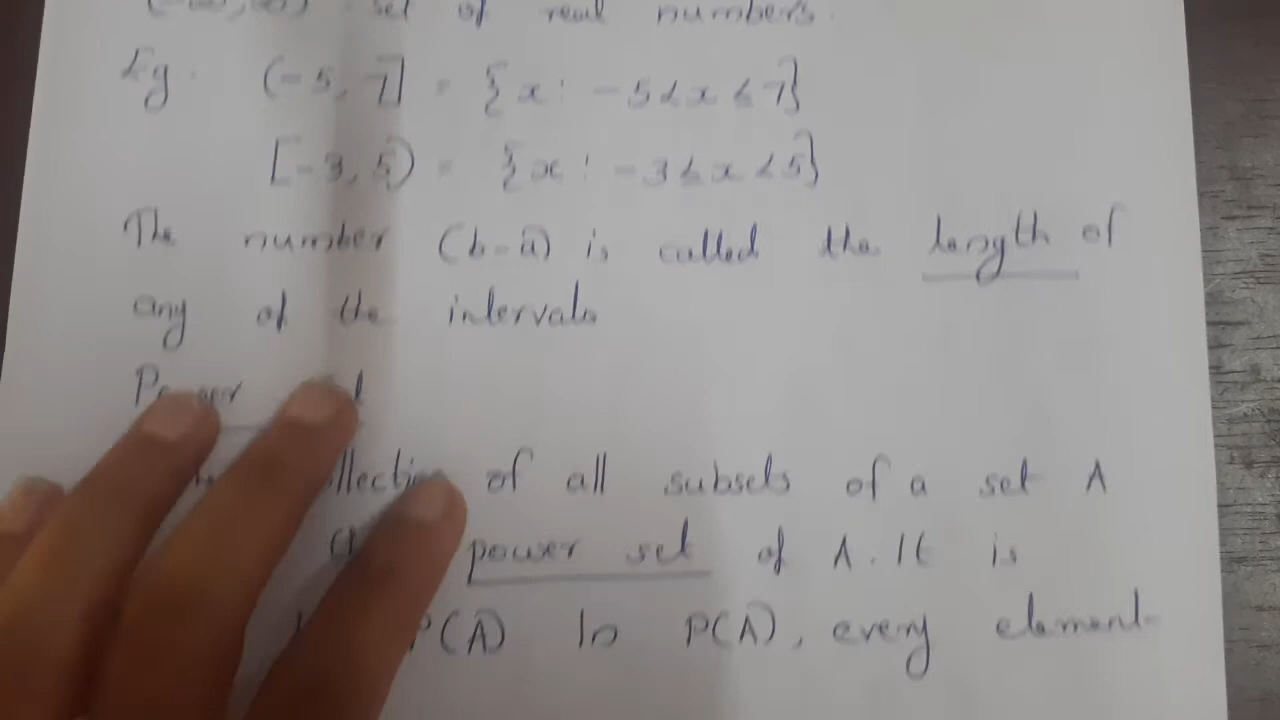 (-∞, ∞) set of real numbers.
Eg. (-5, 7] = {x : -5 < x ≤ 7}
[-3, 5) = {x : -3 ≤ x < 5}
The number (b-a) is called the length of
any of the intervals
Power
of all subsets of a set A
power set of A. It is
P(A) In P(A), every element